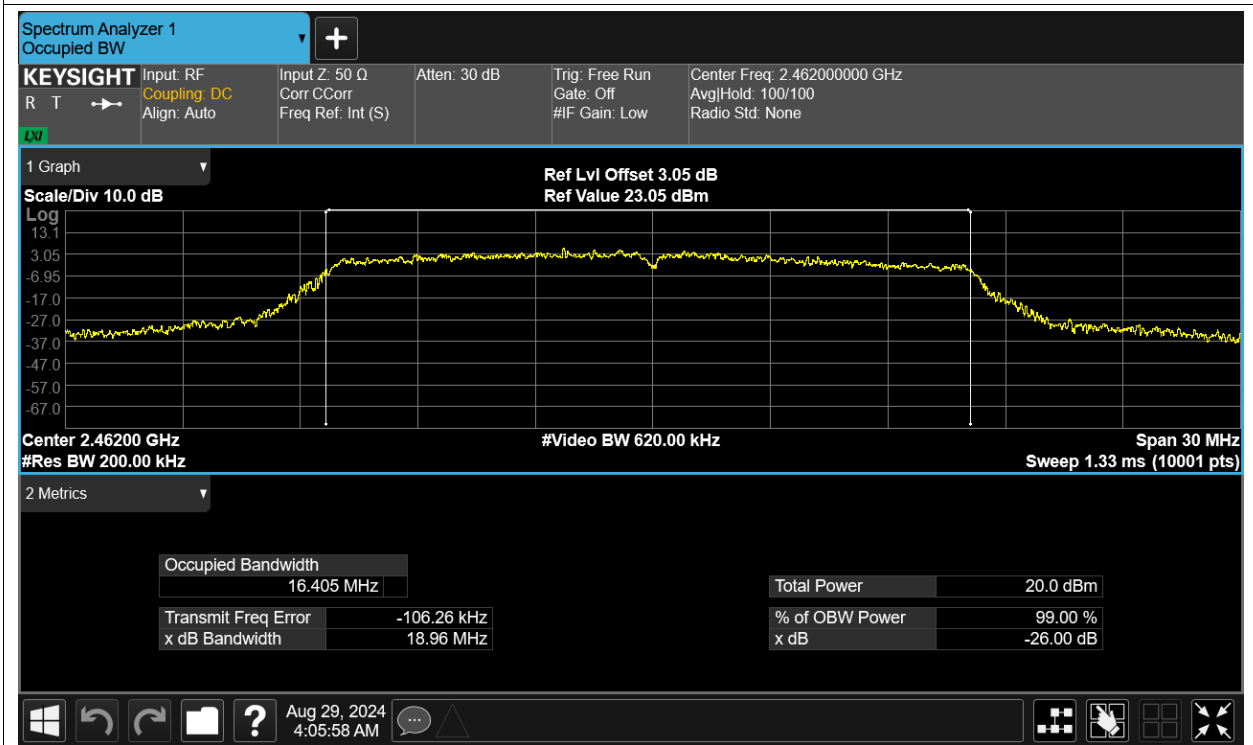 Spectrum Analyzer 1
Occupied BW
KEYSIGHT
R T
LXI
Input: RF
Coupling: DC
Align: Auto
Input Z: 50 Ω
Corr CCorr
Freq Ref: Int (S)
Atten: 30 dB
Trig: Free Run
Gate: Off
#IF Gain: Low
Center Freq: 2.462000000 GHz
Avg|Hold: 100/100
Radio Std: None
1 Graph
Scale/Div 10.0 dB
Ref Lvl Offset 3.05 dB
Ref Value 23.05 dBm
Log
13.1
3.05
-6.95
-17.0
-27.0
-37.0
-47.0
-57.0
-67.0
Center 2.46200 GHz
#Res BW 200.00 kHz
#Video BW 620.00 kHz
Span 30 MHz
Sweep 1.33 ms (10001 pts)
2 Metrics
Occupied Bandwidth
16.405 MHz
Transmit Freq Error -106.26 kHz
x dB Bandwidth 18.96 MHz
Total Power 20.0 dBm
% of OBW Power 99.00 %
x dB -26.00 dB
?
Aug 29, 2024
4:05:58 AM